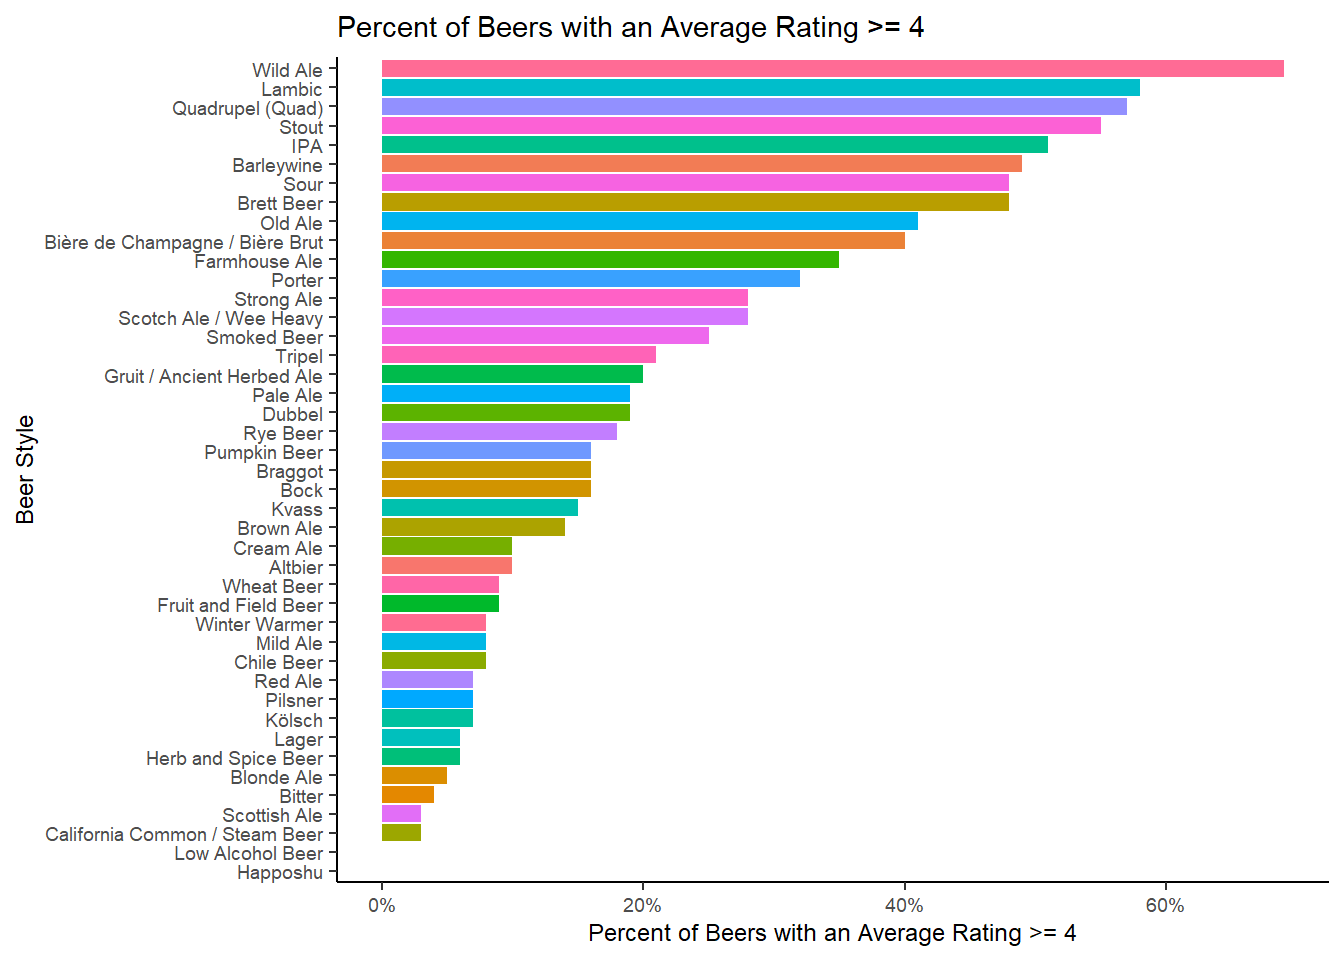 Percent of Beers with an Average Rating >= 4
Wild Ale
Lambic
Quadrupel (Quad)
Stout
IPA
Barleywine
Sour
Brett Beer
Old Ale
Bière de Champagne / Bière Brut
Farmhouse Ale
Porter
Strong Ale
Scotch Ale / Wee Heavy
Smoked Beer
Tripel
Gruit / Ancient Herbed Ale
Pale Ale
Dubbel
Rye Beer
Pumpkin Beer
Braggot
Bock
Kvass
Brown Ale
Cream Ale
Altbier
Wheat Beer
Fruit and Field Beer
Winter Warmer
Mild Ale
Chile Beer
Red Ale
Pilsner
Kölsch
Lager
Herb and Spice Beer
Blonde Ale
Bitter
Scottish Ale
California Common / Steam Beer
Low Alcohol Beer
Happoshu
Beer Style
0% 20% 40% 60%
Percent of Beers with an Average Rating >= 4